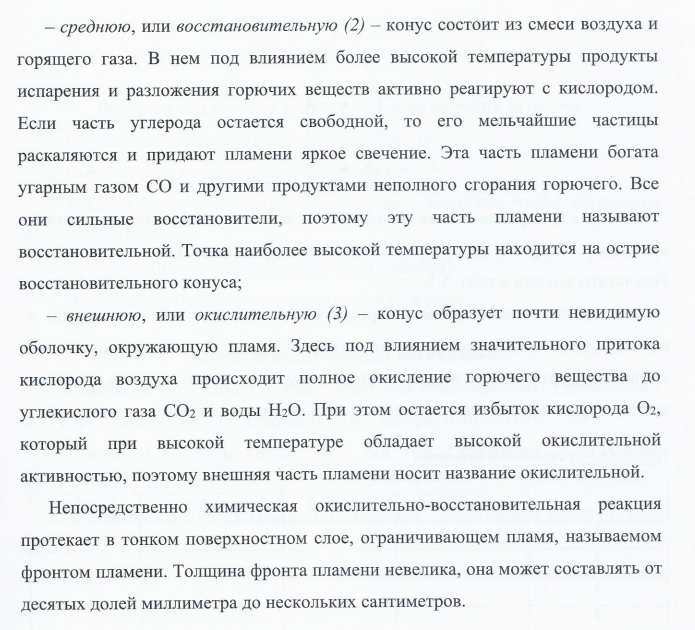 – среднюю, или восстановительную (2) – конус состоит из смеси воздуха и
горящего газа. В нем под влиянием более высокой температуры продукты
испарения и разложения горючих веществ активно реагируют с кислородом.
Если часть углерода остается свободной, то его мельчайшие частицы
раскаляются и придают пламени яркое свечение. Эта часть пламени богата
угарным газом СО и другими продуктами неполного сгорания горючего. Все
они сильные восстановители, поэтому эту часть пламени называют
восстановительной. Точка наиболее высокой температуры находится на острие
восстановительного конуса;
– внешнюю, или окислительную (3) – конус образует почти невидимую
оболочку, окружающую пламя. Здесь под влиянием значительного притока
кислорода воздуха происходит полное окисление горючего вещества до
углекислого газа CO₂ и воды H₂O. При этом остается избыток кислорода O₂,
который при высокой температуре обладает высокой окислительной
активностью, поэтому внешняя часть пламени носит название окислительной.
Непосредственно химическая окислительно-восстановительная реакция
протекает в тонком поверхностном слое, ограничивающем пламя, называемом
фронтом пламени. Толщина фронта пламени невелика, она может составлять от
десятых долей миллиметра до нескольких сантиметров.